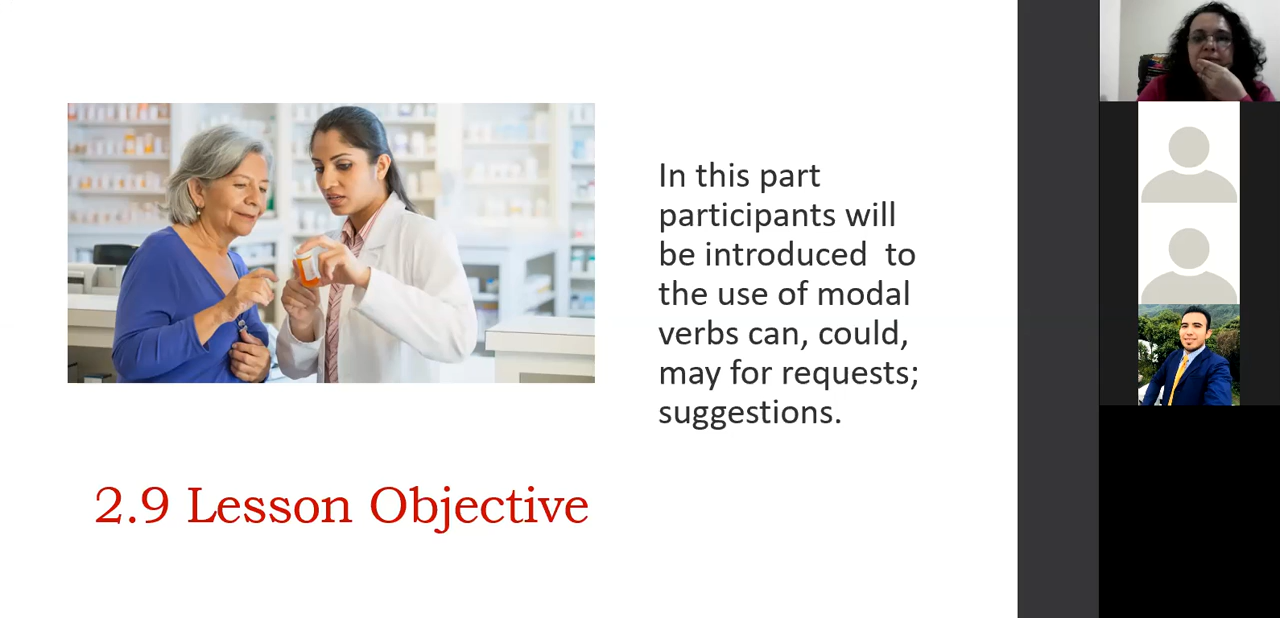 In this part
participants will
be introduced  to
the use of modal
verbs can, could,
may for requests;
suggestions.
2.9 Lesson Objective